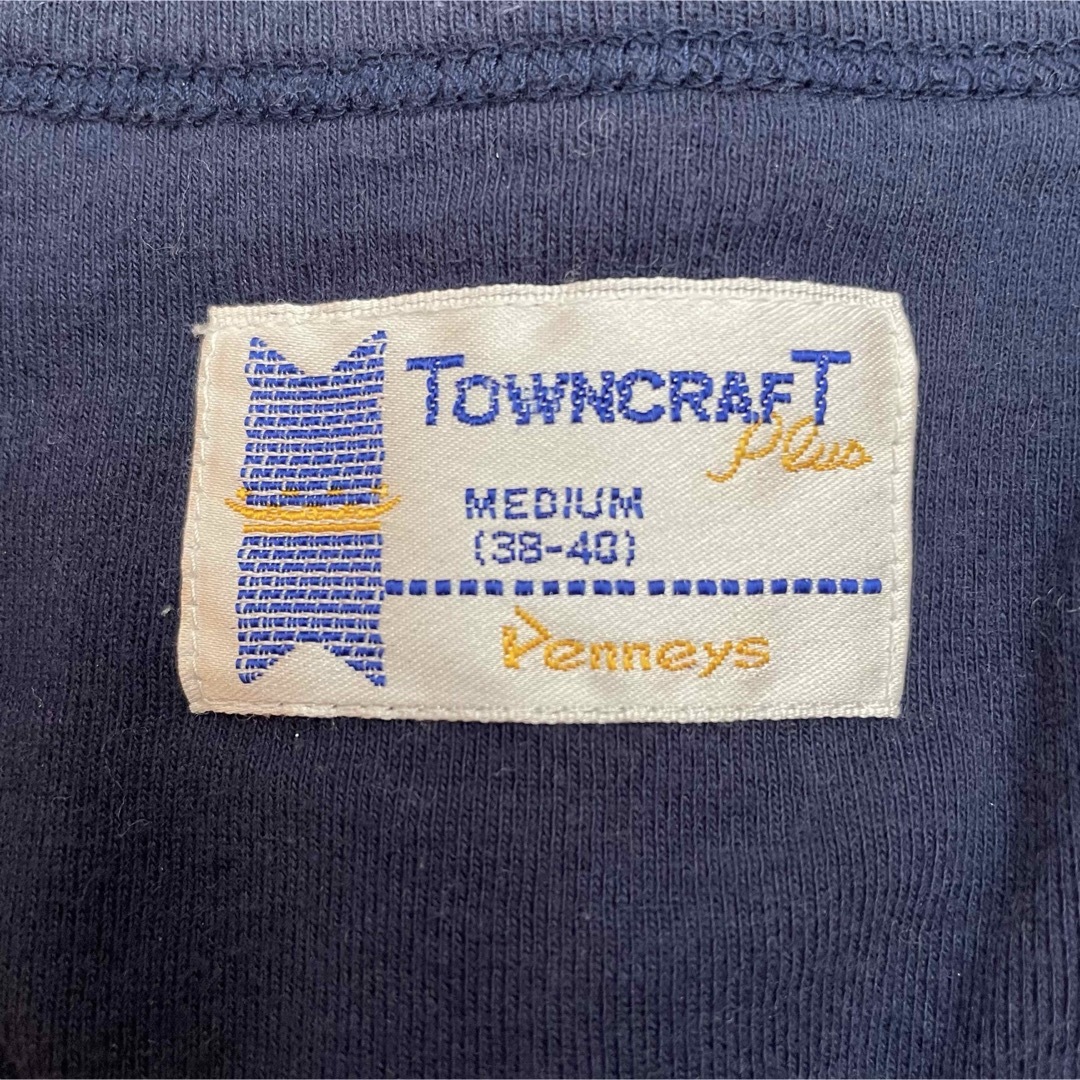 TOWNCRAFT
Plus
MEDIUM
(38-40)
Penneys